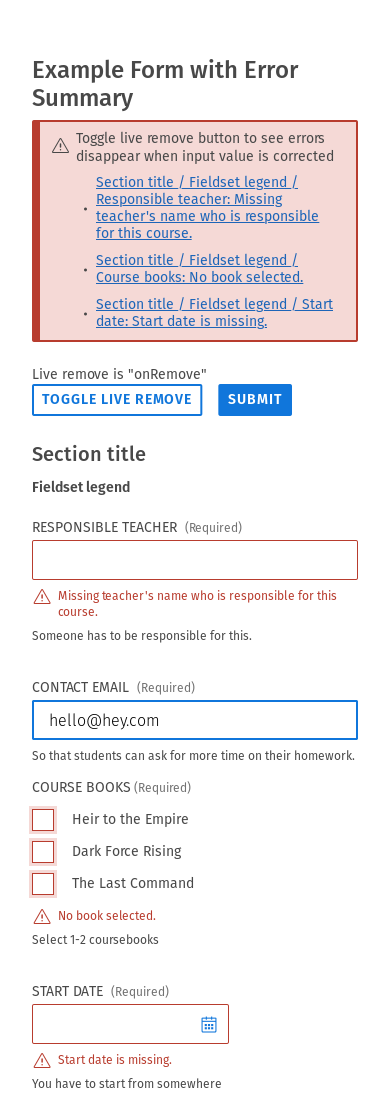 Example Form with Error
Summary
Toggle live remove button to see errors
disappear when input value is corrected
Section title / Fieldset legend /
Responsible teacher: Missing
teacher's name who is responsible
for this course.
Section title / Fieldset legend /
Course books: No book selected.
Section title / Fieldset legend / Start
date: Start date is missing.
Live remove is "onRemove"
TOGGLE LIVE REMOVE SUBMIT
Section title
Fieldset legend
RESPONSIBLE TEACHER (Required)
Missing teacher's name who is responsible for this
course.
Someone has to be responsible for this.
CONTACT EMAIL (Required)
hello@hey.com
So that students can ask for more time on their homework.
COURSE BOOKS (Required)
Heir to the Empire
Dark Force Rising
The Last Command
No book selected.
Select 1-2 coursebooks
START DATE (Required)
Start date is missing.
You have to start from somewhere